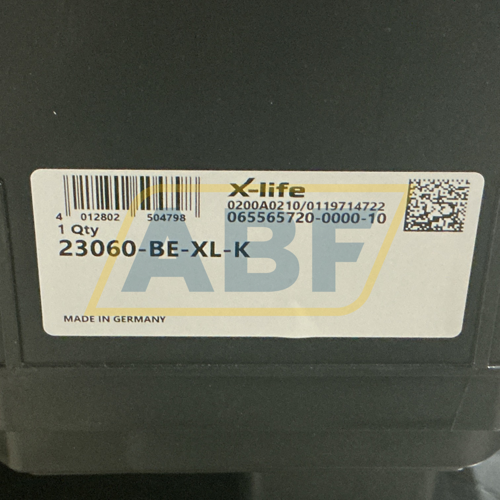 X-life
0200A0210/0119714722
065565720-0000-10
4 012802 504798
1 Qty
23060-BE-XL-K
MADE IN GERMANY
ABF